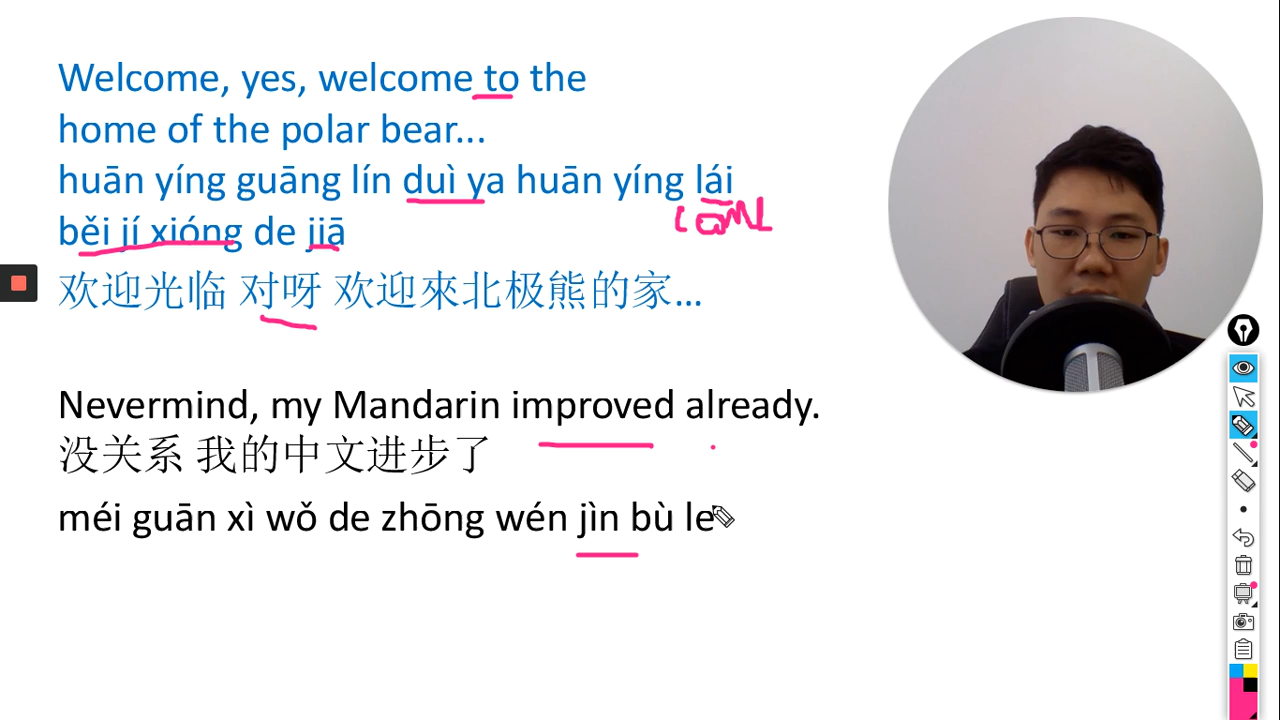 Welcome, yes, welcome to the
home of the polar bear...
huān yíng guāng lín duì ya huān yíng lái
come
běi jí xióng de jiā
欢迎光临 对呀 欢迎來北极熊的家...
Nevermind, my Mandarin improved already.
没关系 我的中文进步了
méi guān xì wǒ de zhōng wén jìn bù le